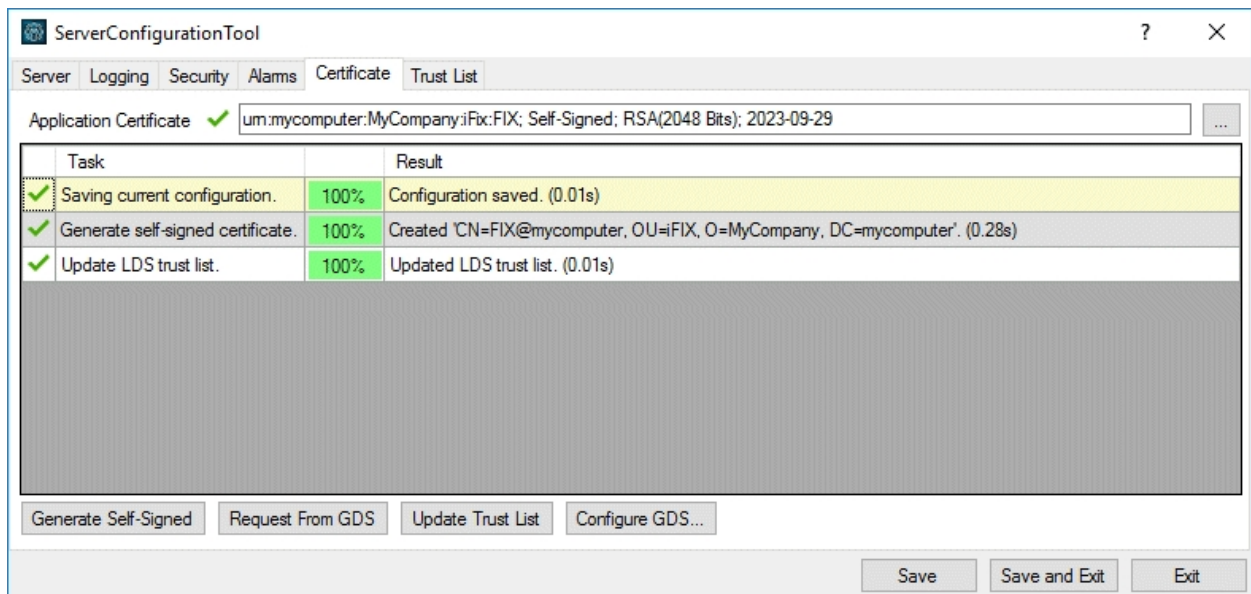 ServerConfigurationTool ?
Server Logging Security Alarms Certificate Trust List
Application Certificate urn:mycomputer:MyCompany:iFix:FIX; Self-Signed; RSA(2048 Bits); 2023-09-29 ...
Task Result
Saving current configuration. 100% Configuration saved. (0.01s)
Generate self-signed certificate. 100% Created 'CN=FIX@mycomputer, OU=iFIX, O=MyCompany, DC=mycomputer'. (0.28s)
Update LDS trust list. 100% Updated LDS trust list. (0.01s)
Generate Self-Signed Request From GDS Update Trust List Configure GDS...
Save Save and Exit Exit